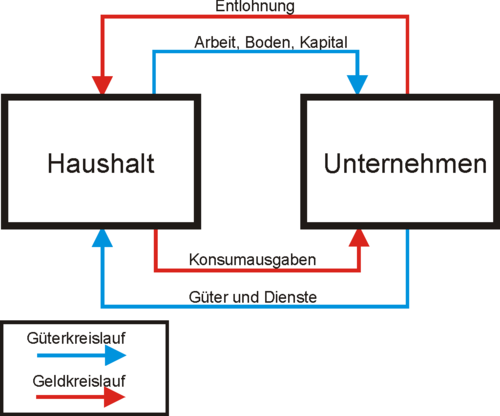 Entlohnung
Arbeit, Boden, Kapital
Haushalt
Unternehmen
Konsumausgaben
Güter und Dienste
Güterkreislauf
Geldkreislauf